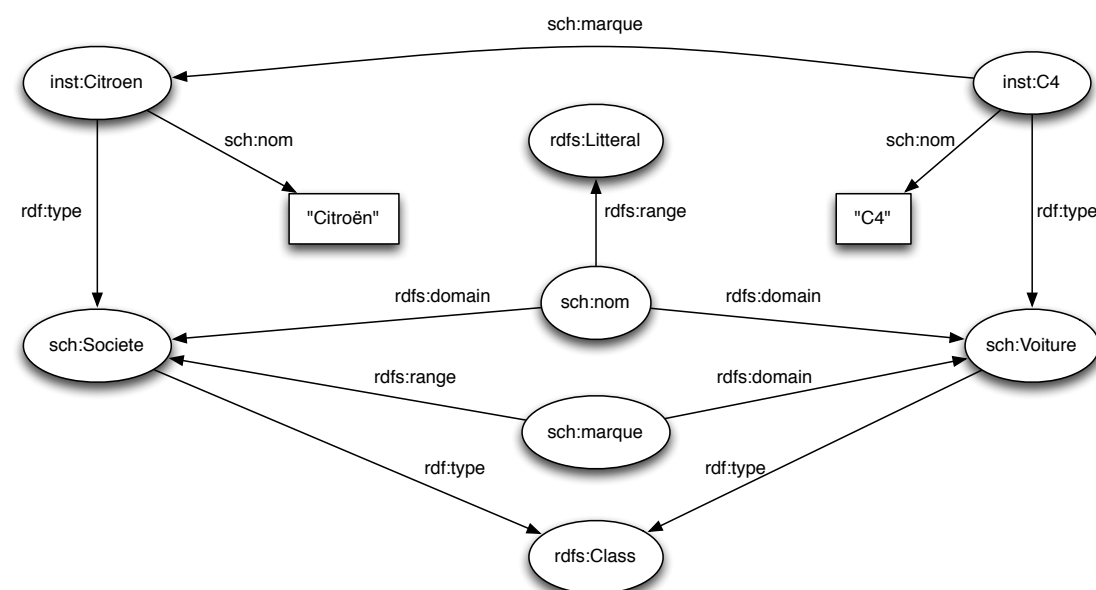 sch:marque
inst:Citroen
inst:C4
sch:nom
rdfs:Litteral
sch:nom
rdf:type
"Citroën"
rdfs:range
"C4"
rdf:type
rdfs:domain
sch:nom
rdfs:domain
sch:Societe
sch:Voiture
rdfs:range
rdfs:domain
sch:marque
rdf:type
rdf:type
rdfs:Class